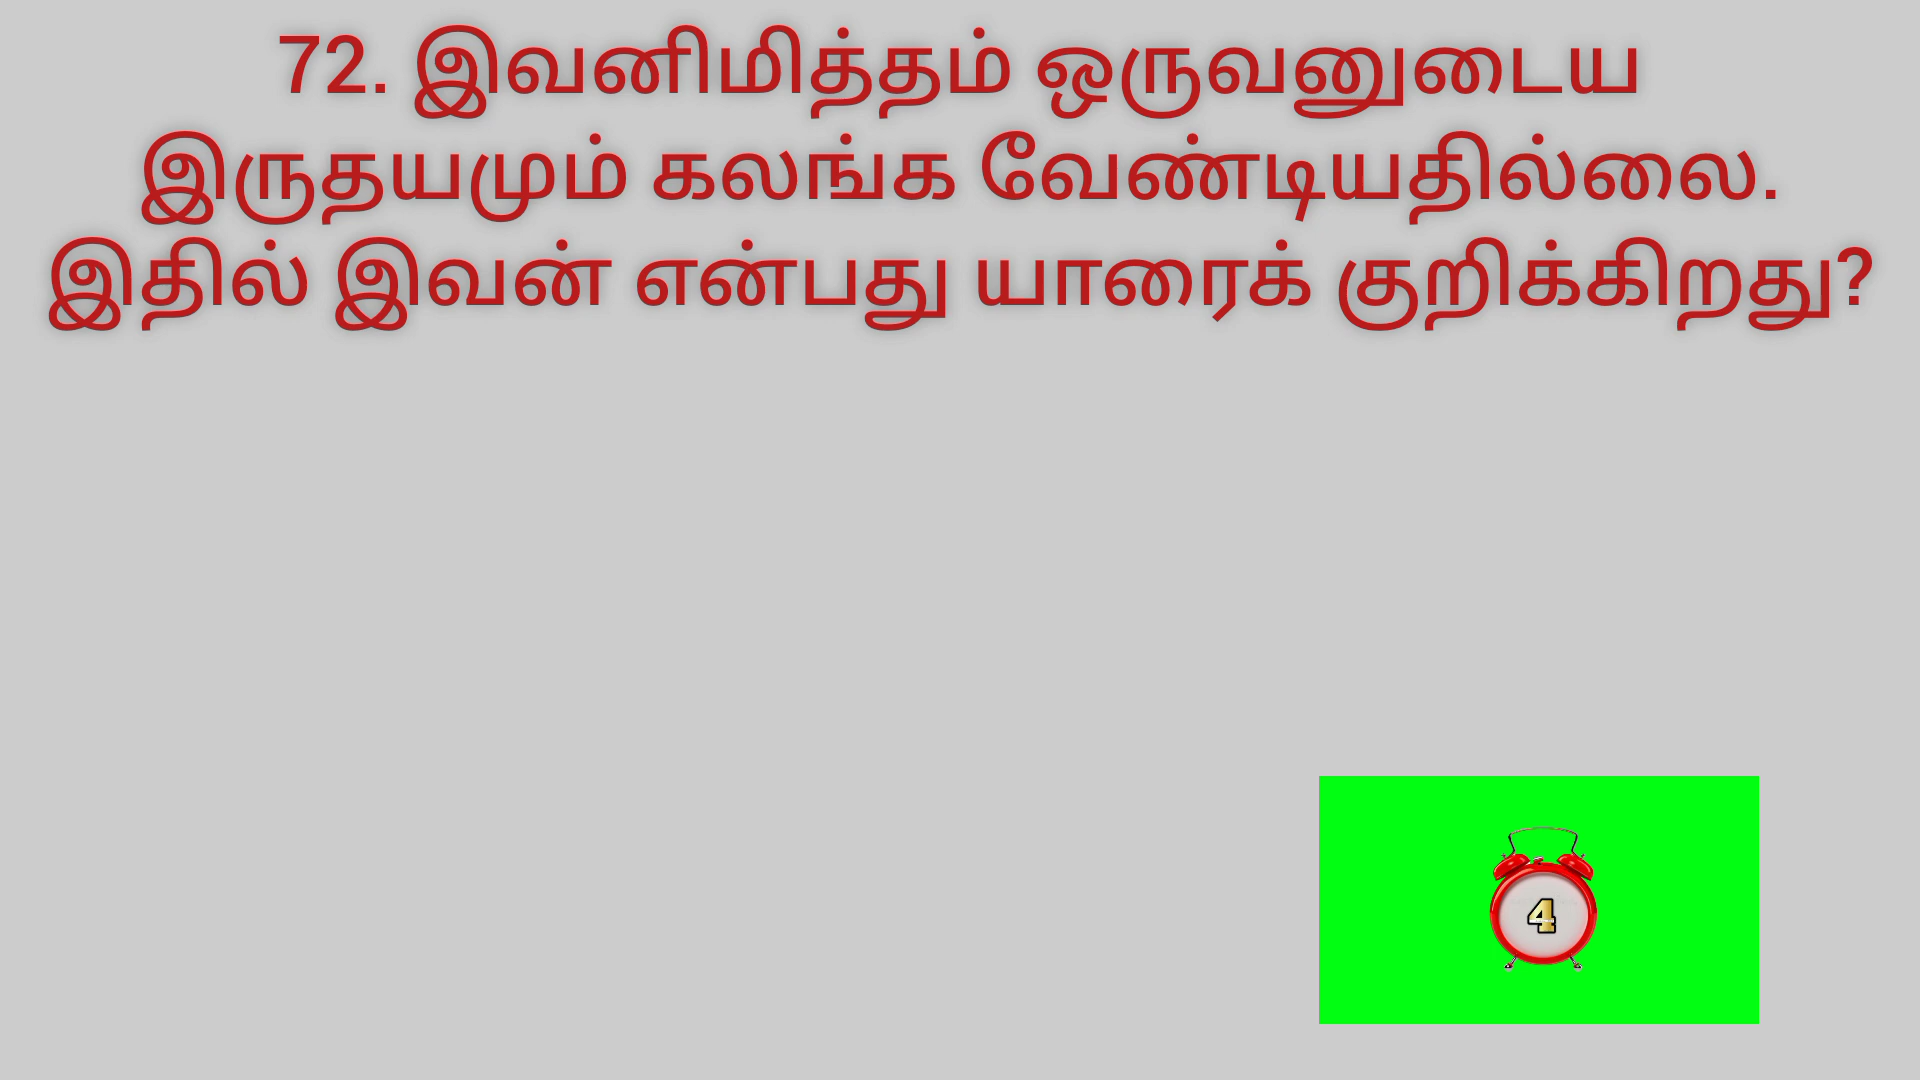 72. இவனிமித்தம் ஒருவனுடைய
இருதயமும் கலங்க வேண்டியதில்லை.
இதில் இவன் என்பது யாரைக் குறிக்கிறது?
4